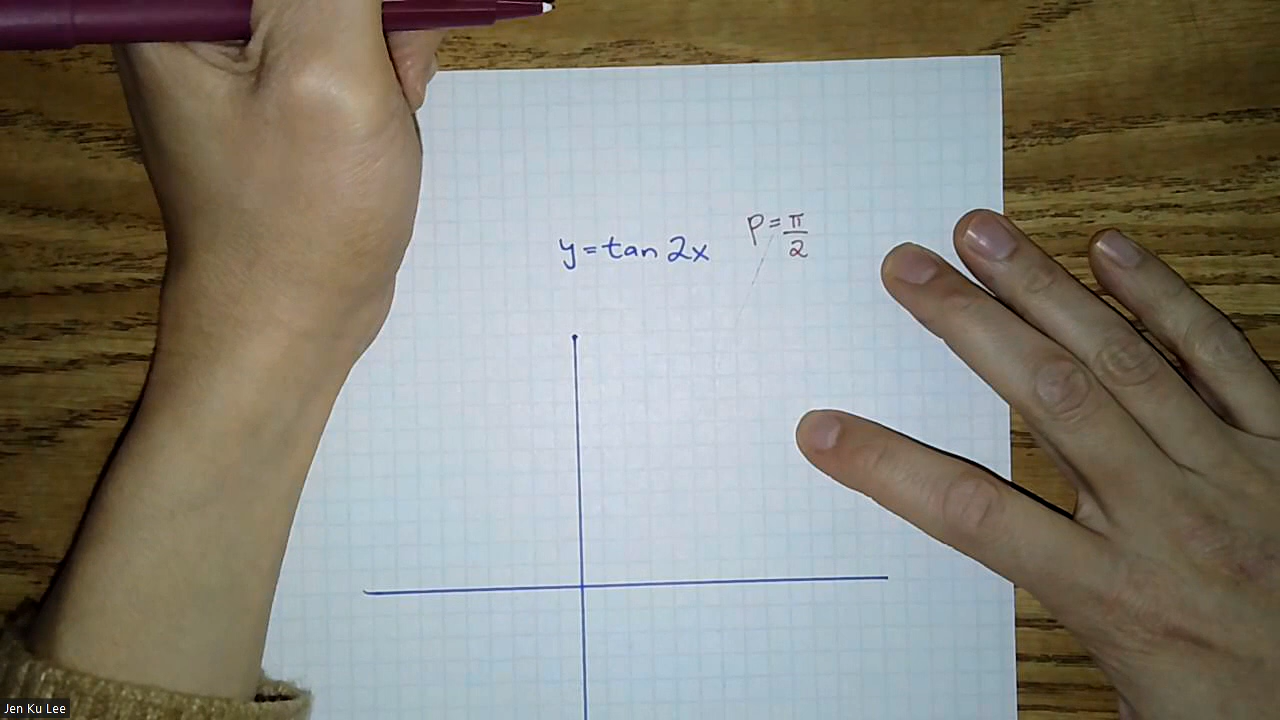 y = tan 2x
P = π/2
Jen Ku Lee